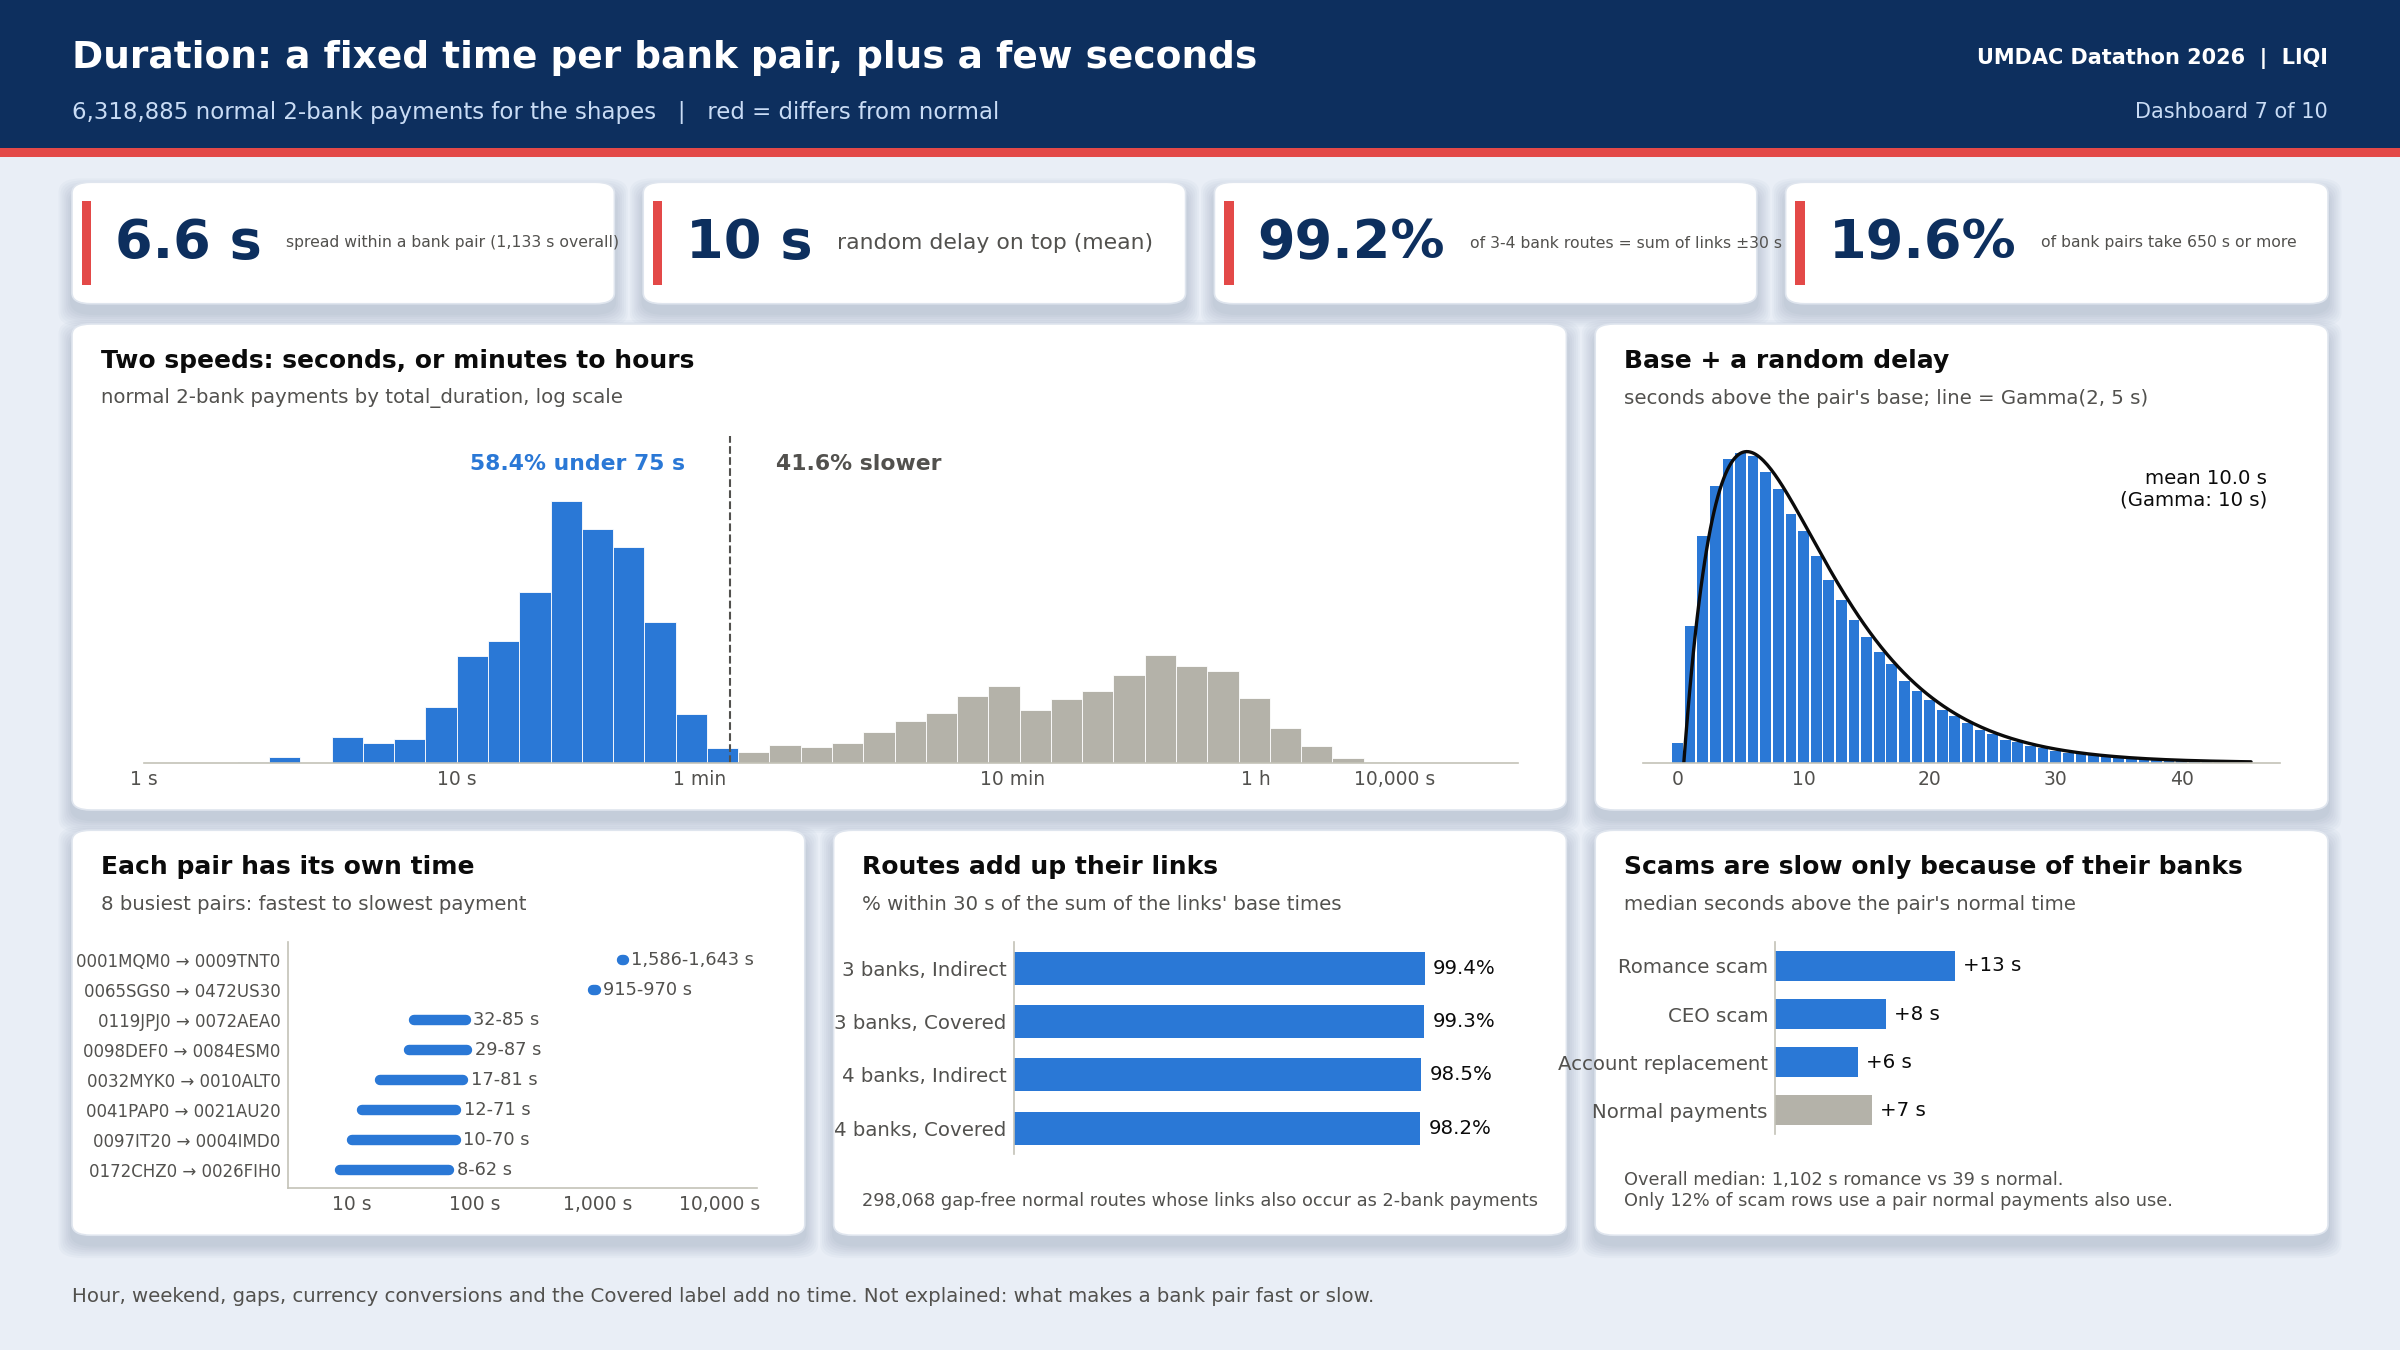 Duration: a fixed time per bank pair, plus a few seconds
UMDAC Datathon 2026 | LIQI
6,318,885 normal 2-bank payments for the shapes | red = differs from normal
Dashboard 7 of 10
6.6 s spread within a bank pair (1,133 s overall)
10 s random delay on top (mean)
99.2% of 3-4 bank routes = sum of links ±30 s
19.6% of bank pairs take 650 s or more
Two speeds: seconds, or minutes to hours
normal 2-bank payments by total_duration, log scale
58.4% under 75 s
41.6% slower
1 s
10 s
1 min
10 min
1 h
10,000 s
Base + a random delay
seconds above the pair's base; line = Gamma(2, 5 s)
mean 10.0 s
(Gamma: 10 s)
0
10
20
30
40
Each pair has its own time
8 busiest pairs: fastest to slowest payment
0001MQM0 → 0009TNT0
1,586-1,643 s
0065SGS0 → 0472US30
915-970 s
0119JPJ0 → 0072AEA0
32-85 s
0098DEF0 → 0084ESM0
29-87 s
0032MYK0 → 0010ALT0
17-81 s
0041PAP0 → 0021AU20
12-71 s
0097IT20 → 0004IMD0
10-70 s
0172CHZ0 → 0026FIH0
8-62 s
10 s
100 s
1,000 s
10,000 s
Routes add up their links
% within 30 s of the sum of the links' base times
3 banks, Indirect
99.4%
3 banks, Covered
99.3%
4 banks, Indirect
98.5%
4 banks, Covered
98.2%
298,068 gap-free normal routes whose links also occur as 2-bank payments
Scams are slow only because of their banks
median seconds above the pair's normal time
Romance scam
+13 s
CEO scam
+8 s
Account replacement
+6 s
Normal payments
+7 s
Overall median: 1,102 s romance vs 39 s normal.
Only 12% of scam rows use a pair normal payments also use.
Hour, weekend, gaps, currency conversions and the Covered label add no time. Not explained: what makes a bank pair fast or slow.